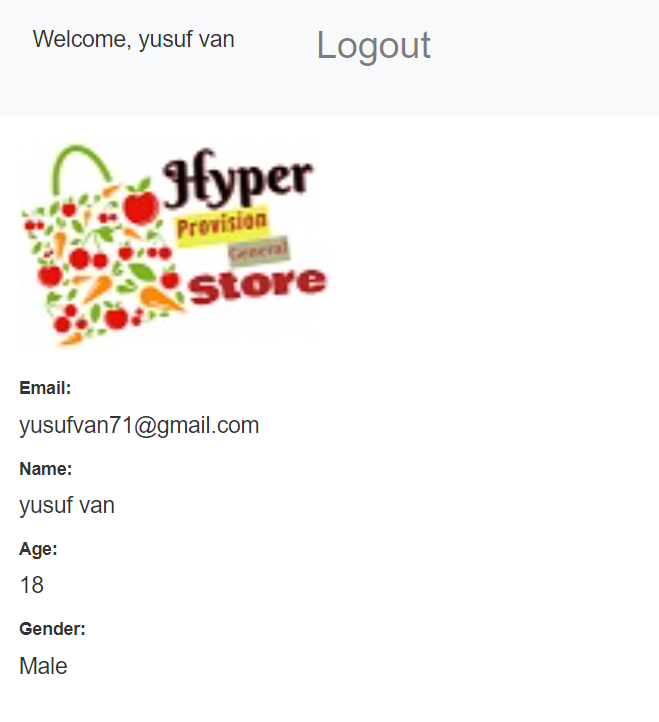 Welcome, yusuf van
Logout
Hyper
Provision
General
store
Email:
yusufvan71@gmail.com
Name:
yusuf van
Age:
18
Gender:
Male